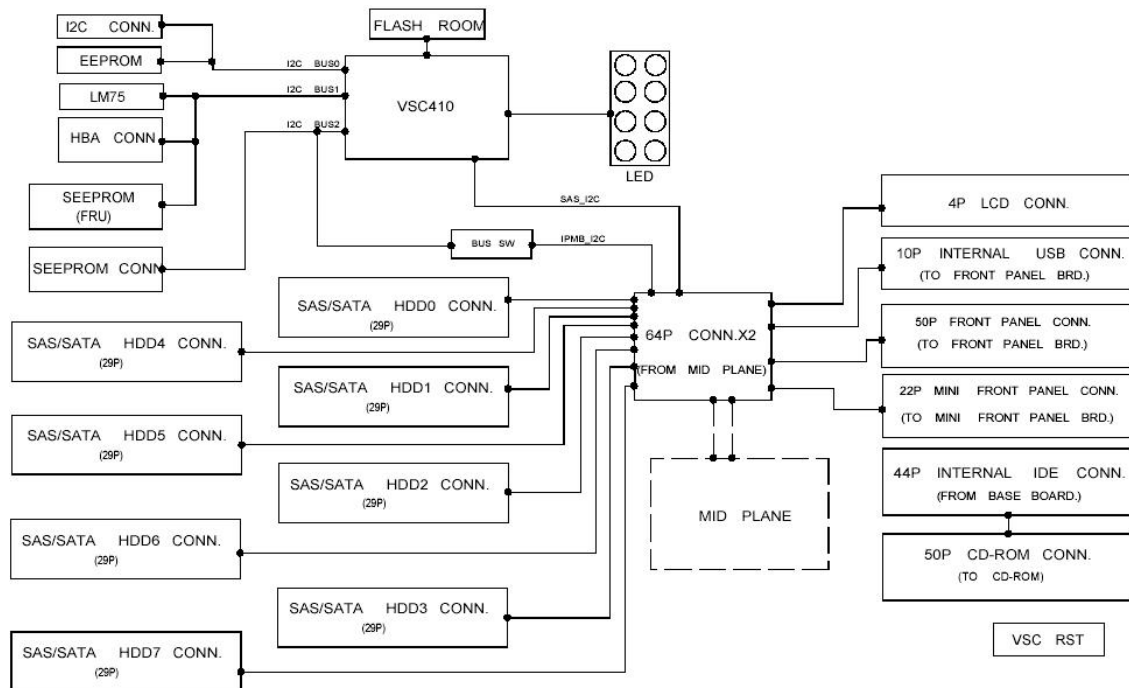 I2C CONN.
EEPROM
LM75
HBA CONN.
SEEPROM
(FRU)
SEEPROM CONN
I2C BUS0
I2C BUS1
I2C BUS2
FLASH ROOM
VSC410
LED
SAS_I2C
BUS SW
IPMB_I2C
SAS/SATA HDD0 CONN.
(29P)
SAS/SATA HDD4 CONN.
(29P)
SAS/SATA HDD1 CONN.
(29P)
SAS/SATA HDD5 CONN.
(29P)
SAS/SATA HDD2 CONN.
(29P)
SAS/SATA HDD6 CONN.
(29P)
SAS/SATA HDD3 CONN.
(29P)
SAS/SATA HDD7 CONN.
(29P)
64P CONN.X2
(FROM MID PLANE)
MID PLANE
4P LCD CONN.
10P INTERNAL USB CONN.
(TO FRONT PANEL BRD.)
50P FRONT PANEL CONN.
(TO FRONT PANEL BRD.)
22P MINI FRONT PANEL CONN.
(TO MINI FRONT PANEL BRD.)
44P INTERNAL IDE CONN.
(FROM BASE BOARD.)
50P CD-ROM CONN.
(TO CD-ROM)
VSC RST